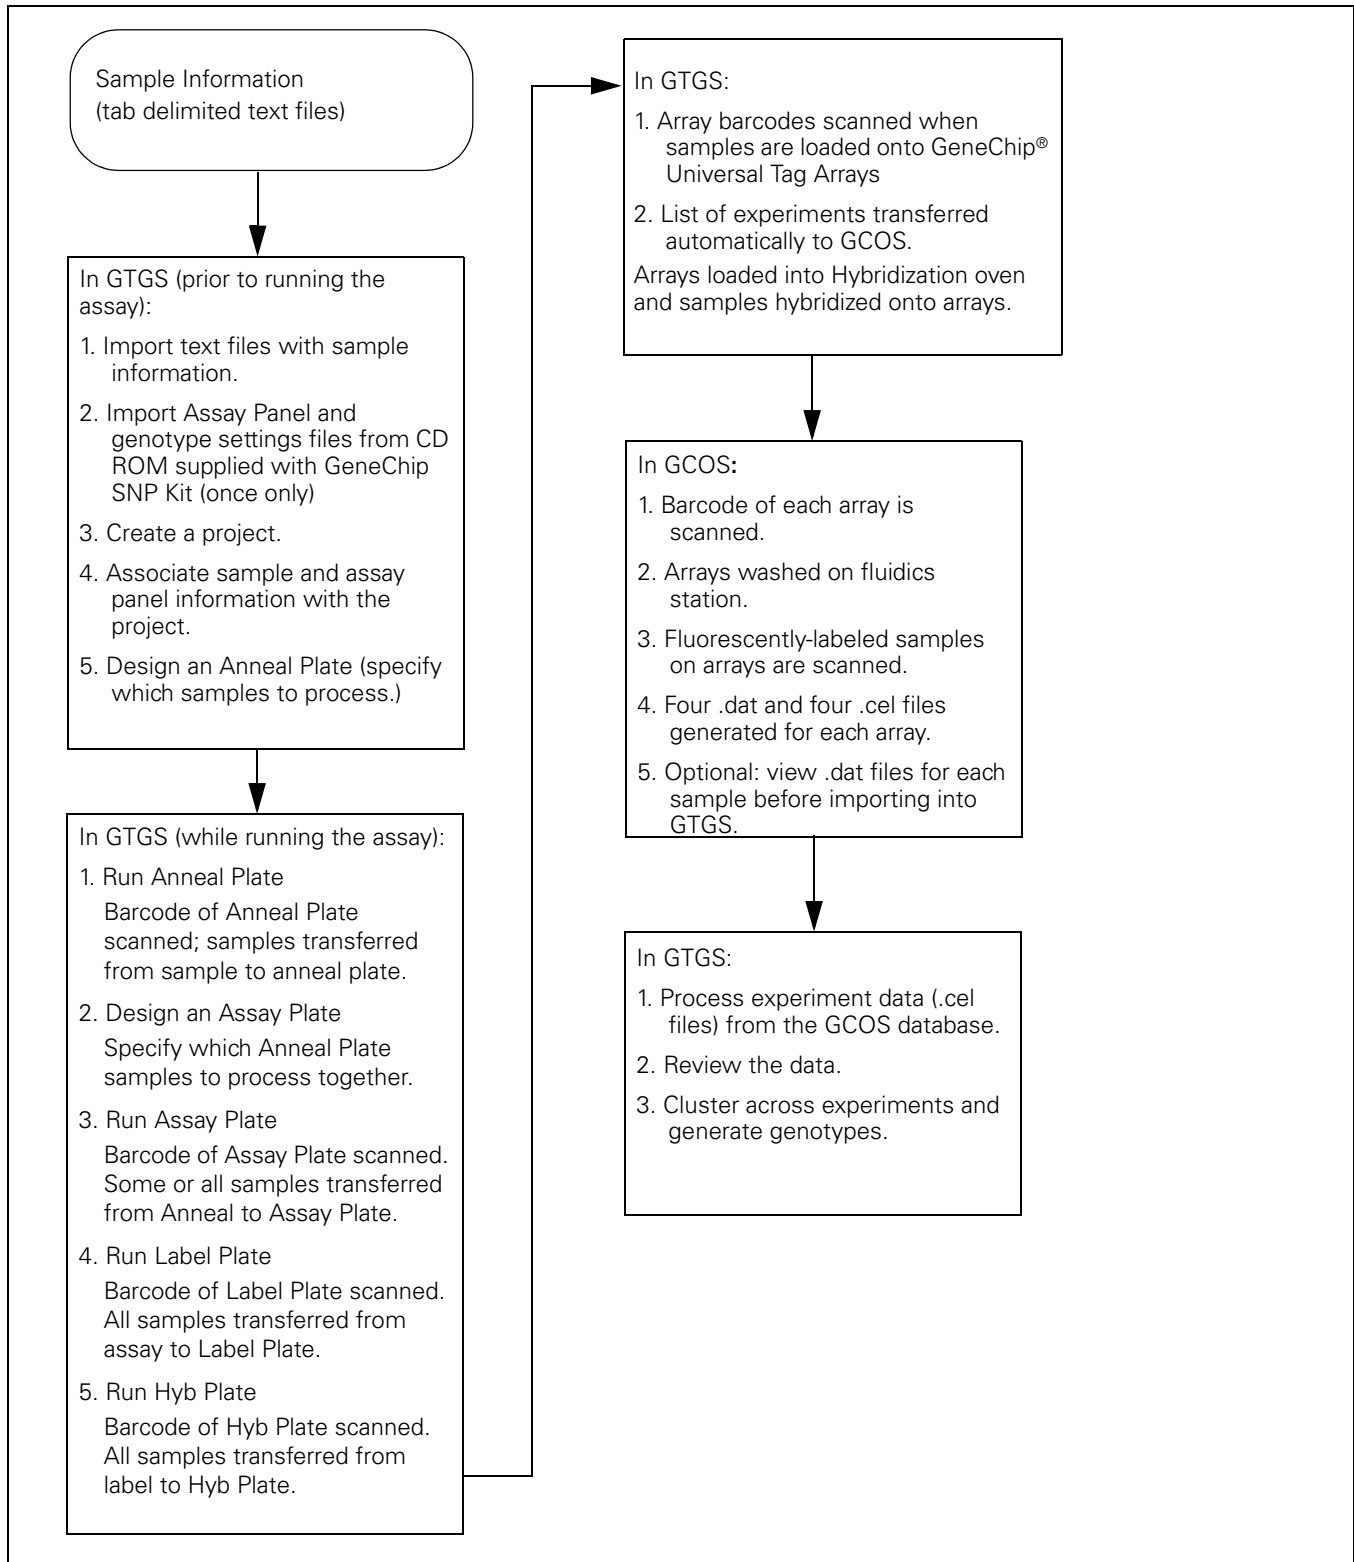 Sample Information
(tab delimited text files)
In GTGS (prior to running the
assay):
1. Import text files with sample
information.
2. Import Assay Panel and
genotype settings files from CD
ROM supplied with GeneChip
SNP Kit (once only)
3. Create a project.
4. Associate sample and assay
panel information with the
project.
5. Design an Anneal Plate (specify
which samples to process.)
In GTGS (while running the assay):
1. Run Anneal Plate
Barcode of Anneal Plate
scanned; samples transferred
from sample to anneal plate.
2. Design an Assay Plate
Specify which Anneal Plate
samples to process together.
3. Run Assay Plate
Barcode of Assay Plate scanned.
Some or all samples transferred
from Anneal to Assay Plate.
4. Run Label Plate
Barcode of Label Plate scanned.
All samples transferred from
assay to Label Plate.
5. Run Hyb Plate
Barcode of Hyb Plate scanned.
All samples transferred from
label to Hyb Plate.
In GTGS:
1. Array barcodes scanned when
samples are loaded onto GeneChip®
Universal Tag Arrays
2. List of experiments transferred
automatically to GCOS.
Arrays loaded into Hybridization oven
and samples hybridized onto arrays.
In GCOS:
1. Barcode of each array is
scanned.
2. Arrays washed on fluidics
station.
3. Fluorescently-labeled samples
on arrays are scanned.
4. Four .dat and four .cel files
generated for each array.
5. Optional: view .dat files for each
sample before importing into
GTGS.
In GTGS:
1. Process experiment data (.cel
files) from the GCOS database.
2. Review the data.
3. Cluster across experiments and
generate genotypes.